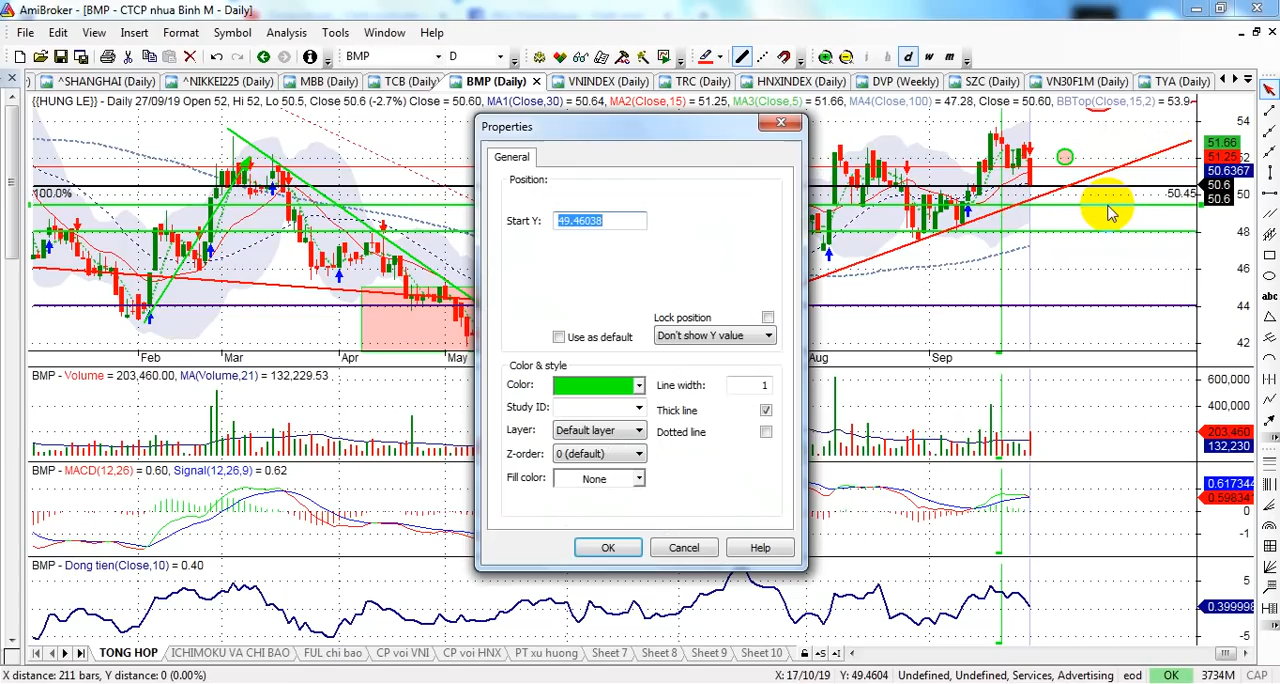 AmiBroker - [BMP - CTCP nhua Binh M - Daily]
File Edit View Insert Format Symbol Analysis Tools Window Help
BMP D i h d w m
^SHANGHAI (Daily) ^NIKKEI225 (Daily) MBB (Daily) TCB (Daily) BMP (Daily) VNINDEX (Daily) TRC (Daily) HNXINDEX (Daily) DVP (Weekly) SZC (Daily) VN30F1M (Daily) TYA (Daily)
{{HUNG LE}} - Daily 27/09/19 Open 52, Hi 52, Lo 50.5, Close 50.6 (-2.7%) Close = 50.60, MA1(Close,30) = 50.64, MA2(Close,15) = 51.25, MA3(Close,5) = 51.66, MA4(Close,100) = 47.28, Close = 50.60, BBTop(Close,15,2) = 53.9
54
52
50
48
46
44
42
51.66
51.25
50.6367
50.6
50.6
100.0%
-50.45
Feb Mar Apr May Aug Sep
Properties
General
Position:
Start Y: 49.46038
Lock position
Use as default Don't show Y value
Color & style
Color: Line width: 1
Study ID: Thick line
Layer: Default layer Dotted line
Z-order: 0 (default)
Fill color: None
OK Cancel Help
BMP - Volume = 203,460.00, MA(Volume,21) = 132,229.53
600,000
400,000
203,460
132,230
BMP - MACD(12,26) = 0.60, Signal(12,26,9) = 0.62
0.617344
0.598341
0
-1
BMP - Dong tien(Close,10) = 0.40
5
0.399998
-5
abc
TONG HOP ICHIMOKU VA CHI BAO FUL chi bao CP voi VNI CP voi HNX PT xu huong Sheet 7 Sheet 8 Sheet 9 Sheet 10
X distance: 211 bars, Y distance: 0 (0.00%) X: 17/10/19 Y: 49.4604 Undefined, Undefined, Services, Advertising eod OK 3734M CAP